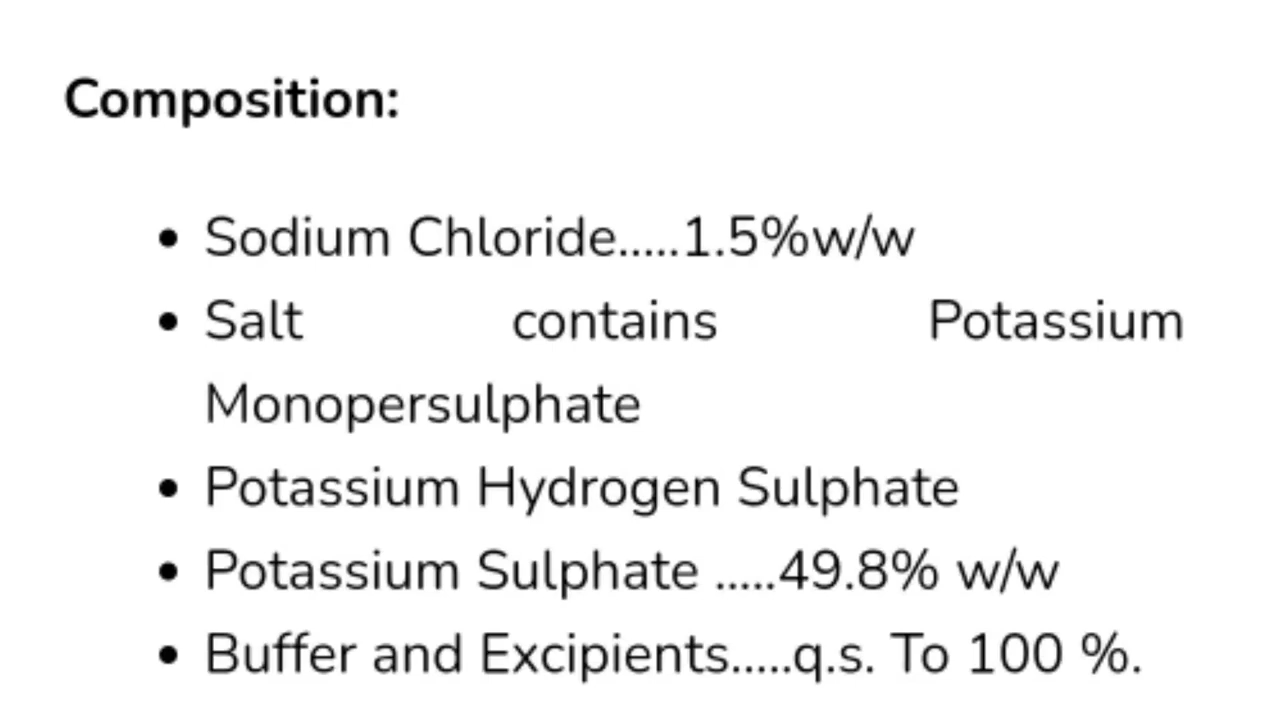 Composition:
• Sodium Chloride.....1.5%w/w
• Salt contains Potassium
Monopersulphate
• Potassium Hydrogen Sulphate
• Potassium Sulphate .....49.8% w/w
• Buffer and Excipients.....q.s. To 100 %.